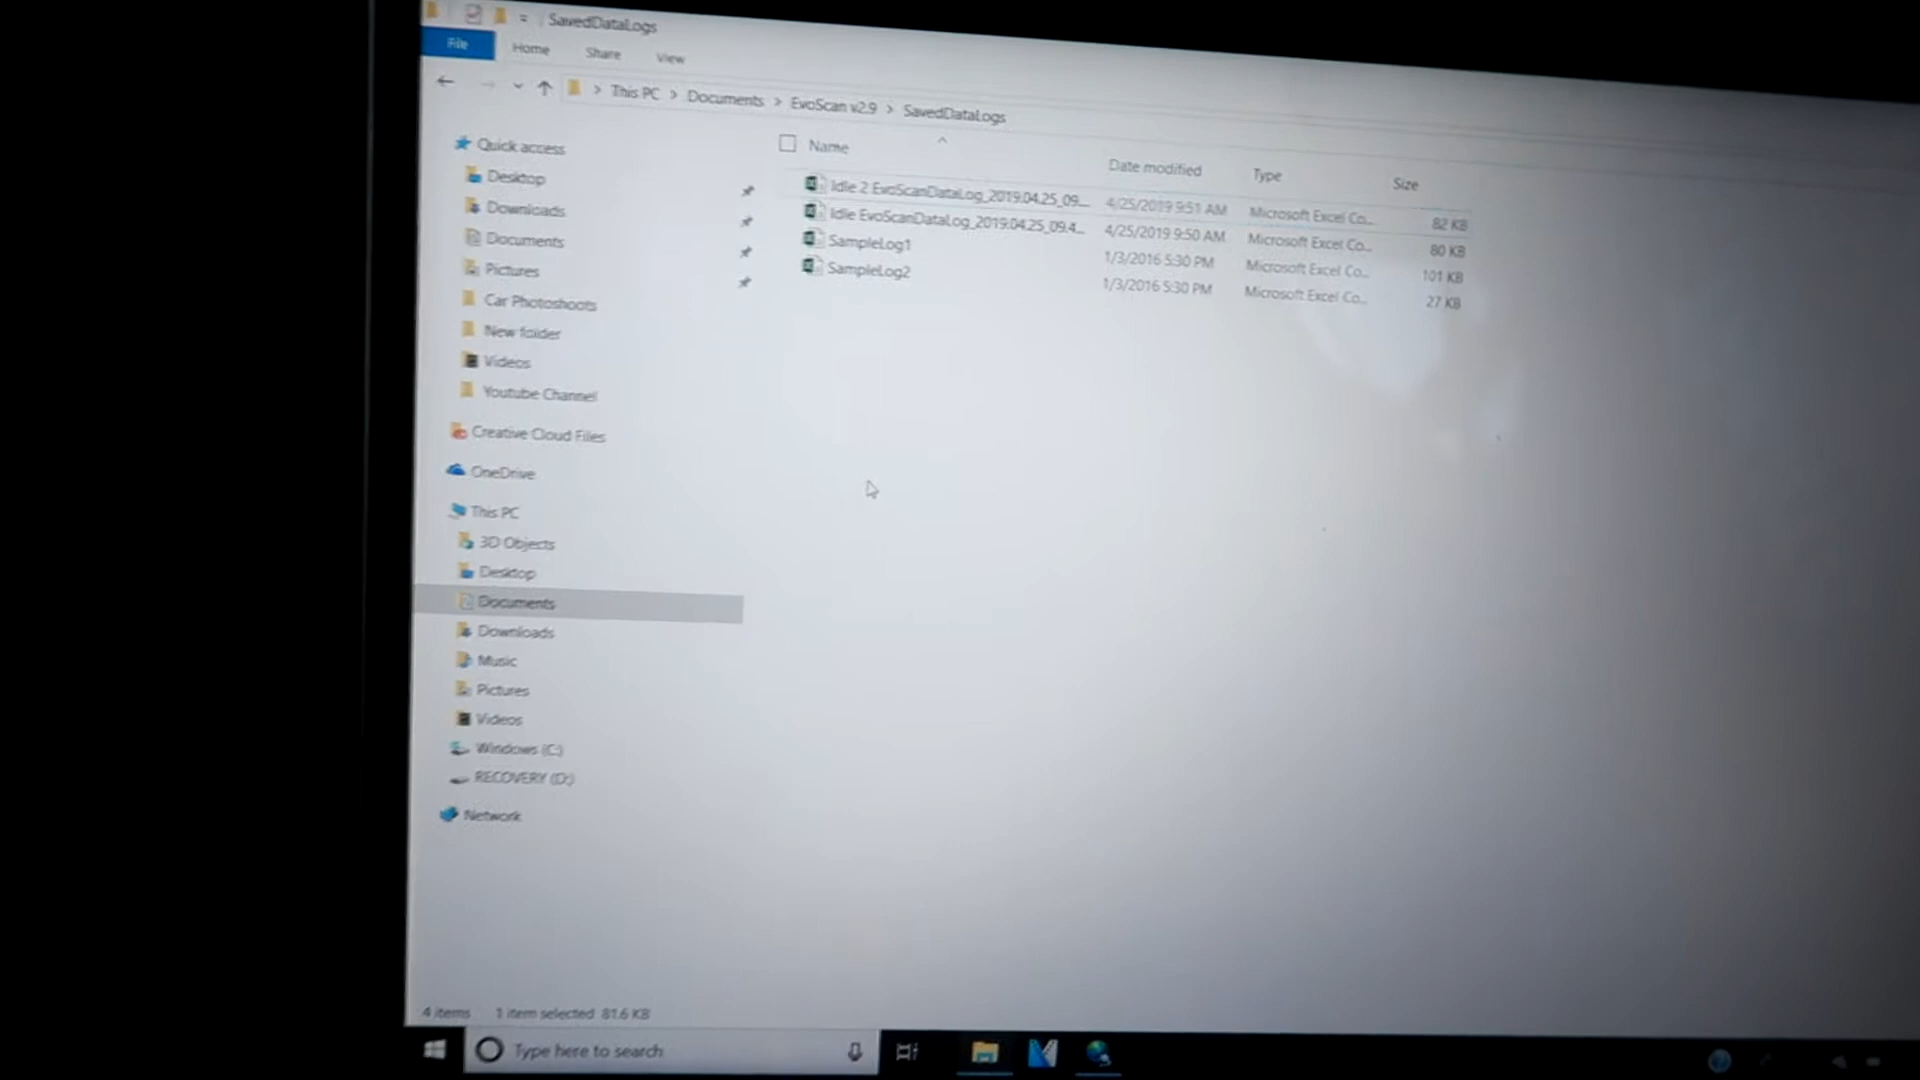 SavedDataLogs
File Home Share View
This PC > Documents > EvoScan v2.9 > SavedDataLogs
Name Date modified Type Size
Idle 2 EvoScanDataLog_2019.04.25_09... 4/25/2019 9:51 AM Microsoft Excel Co... 82 KB
Idle EvoScanDataLog_2019.04.25_09.4... 4/25/2019 9:50 AM Microsoft Excel Co... 80 KB
SampleLog1 1/3/2016 5:30 PM Microsoft Excel Co... 101 KB
SampleLog2 1/3/2016 5:30 PM Microsoft Excel Co... 27 KB
Quick access
Desktop
Downloads
Documents
Pictures
Car Photoshoots
New folder
Videos
Youtube Channel
Creative Cloud Files
OneDrive
This PC
3D Objects
Desktop
Documents
Downloads
Music
Pictures
Videos
Windows (C:)
RECOVERY (D:)
Network
4 items 1 item selected 81.6 KB
Type here to search